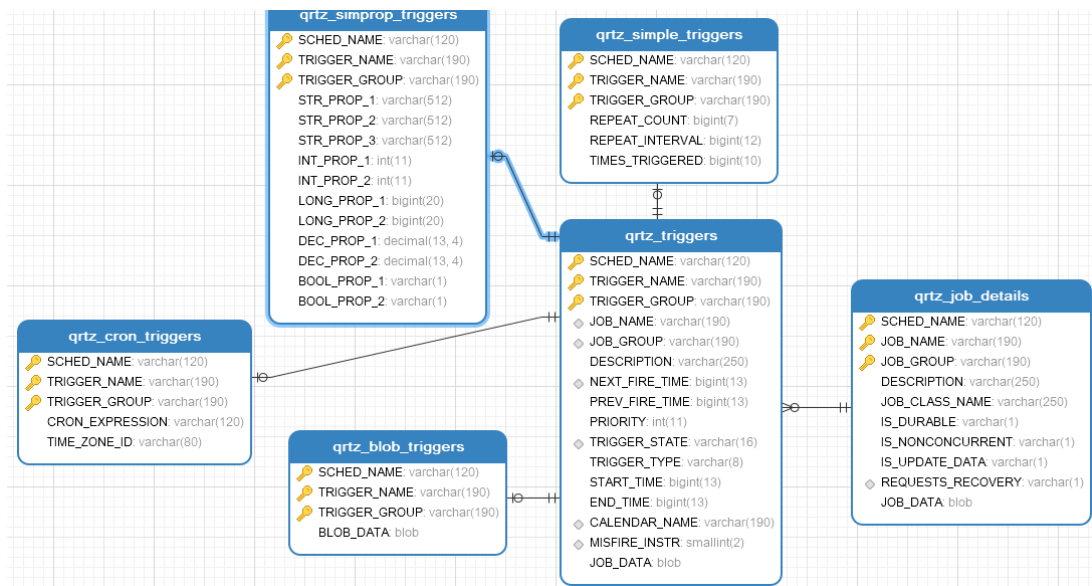 qrtz_simprop_triggers
SCHED_NAME: varchar(120)
TRIGGER_NAME: varchar(190)
TRIGGER_GROUP: varchar(190)
STR_PROP_1: varchar(512)
STR_PROP_2: varchar(512)
STR_PROP_3: varchar(512)
INT_PROP_1: int(11)
INT_PROP_2: int(11)
LONG_PROP_1: bigint(20)
LONG_PROP_2: bigint(20)
DEC_PROP_1: decimal(13, 4)
DEC_PROP_2: decimal(13, 4)
BOOL_PROP_1: varchar(1)
BOOL_PROP_2: varchar(1)
qrtz_simple_triggers
SCHED_NAME: varchar(120)
TRIGGER_NAME: varchar(190)
TRIGGER_GROUP: varchar(190)
REPEAT_COUNT: bigint(7)
REPEAT_INTERVAL: bigint(12)
TIMES_TRIGGERED: bigint(10)
qrtz_triggers
SCHED_NAME: varchar(120)
TRIGGER_NAME: varchar(190)
TRIGGER_GROUP: varchar(190)
JOB_NAME: varchar(190)
JOB_GROUP: varchar(190)
DESCRIPTION: varchar(250)
NEXT_FIRE_TIME: bigint(13)
PREV_FIRE_TIME: bigint(13)
PRIORITY: int(11)
TRIGGER_STATE: varchar(16)
TRIGGER_TYPE: varchar(8)
START_TIME: bigint(13)
END_TIME: bigint(13)
CALENDAR_NAME: varchar(190)
MISFIRE_INSTR: smallint(2)
JOB_DATA: blob
qrtz_job_details
SCHED_NAME: varchar(120)
JOB_NAME: varchar(190)
JOB_GROUP: varchar(190)
DESCRIPTION: varchar(250)
JOB_CLASS_NAME: varchar(250)
IS_DURABLE: varchar(1)
IS_NONCONCURRENT: varchar(1)
IS_UPDATE_DATA: varchar(1)
REQUESTS_RECOVERY: varchar(1)
JOB_DATA: blob
qrtz_cron_triggers
SCHED_NAME: varchar(120)
TRIGGER_NAME: varchar(190)
TRIGGER_GROUP: varchar(190)
CRON_EXPRESSION: varchar(120)
TIME_ZONE_ID: varchar(80)
qrtz_blob_triggers
SCHED_NAME: varchar(120)
TRIGGER_NAME: varchar(190)
TRIGGER_GROUP: varchar(190)
BLOB_DATA: blob